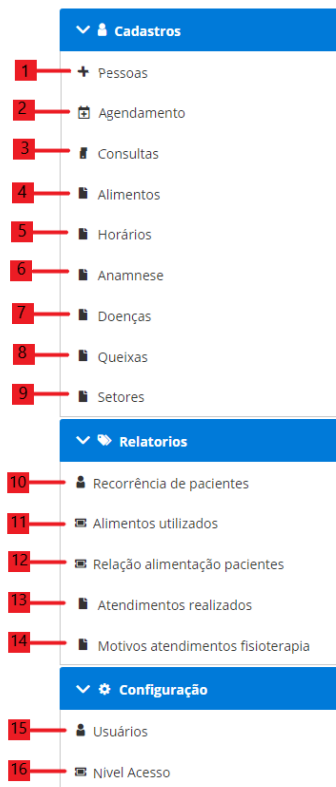 Cadastros
1 Pessoas
2 Agendamento
3 Consultas
4 Alimentos
5 Horários
6 Anamnese
7 Doenças
8 Queixas
9 Setores
Relatorios
10 Recorrência de pacientes
11 Alimentos utilizados
12 Relação alimentação pacientes
13 Atendimentos realizados
14 Motivos atendimentos fisioterapia
Configuração
15 Usuários
16 Nivel Acesso